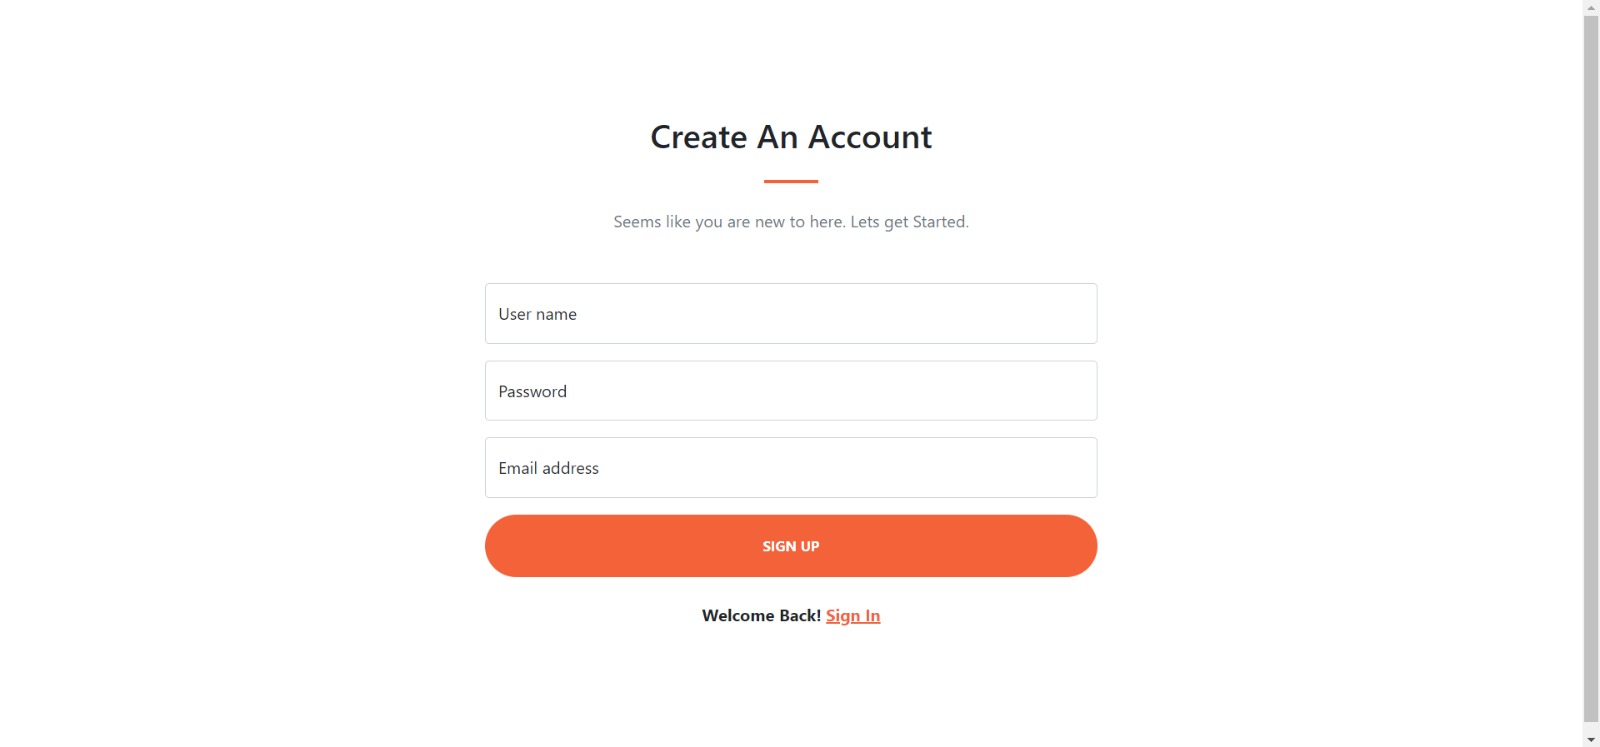 Create An Account
Seems like you are new to here. Lets get Started.
User name
Password
Email address
SIGN UP
Welcome Back! Sign In